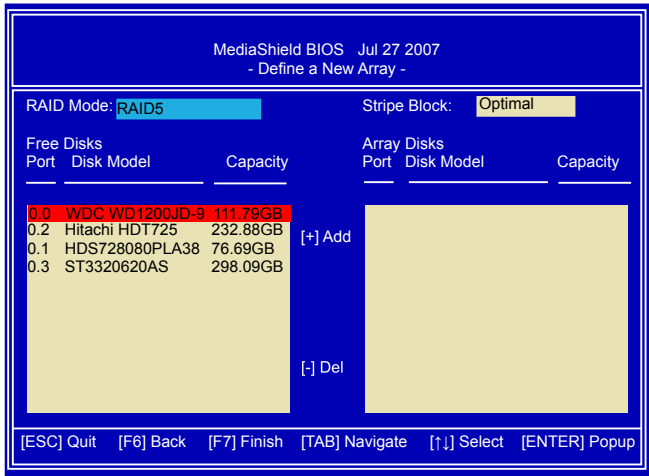 MediaShield BIOS Jul 27 2007
- Define a New Array -
RAID Mode: RAID5 Stripe Block: Optimal
Free Disks Array Disks
Port Disk Model Capacity Port Disk Model Capacity
0.0 WDC WD1200JD-9 111.79GB
0.2 Hitachi HDT725 232.88GB
[+] Add
0.1 HDS728080PLA38 76.69GB
0.3 ST3320620AS 298.09GB
[-] Del
[ESC] Quit [F6] Back [F7] Finish [TAB] Navigate [↑↓] Select [ENTER] Popup